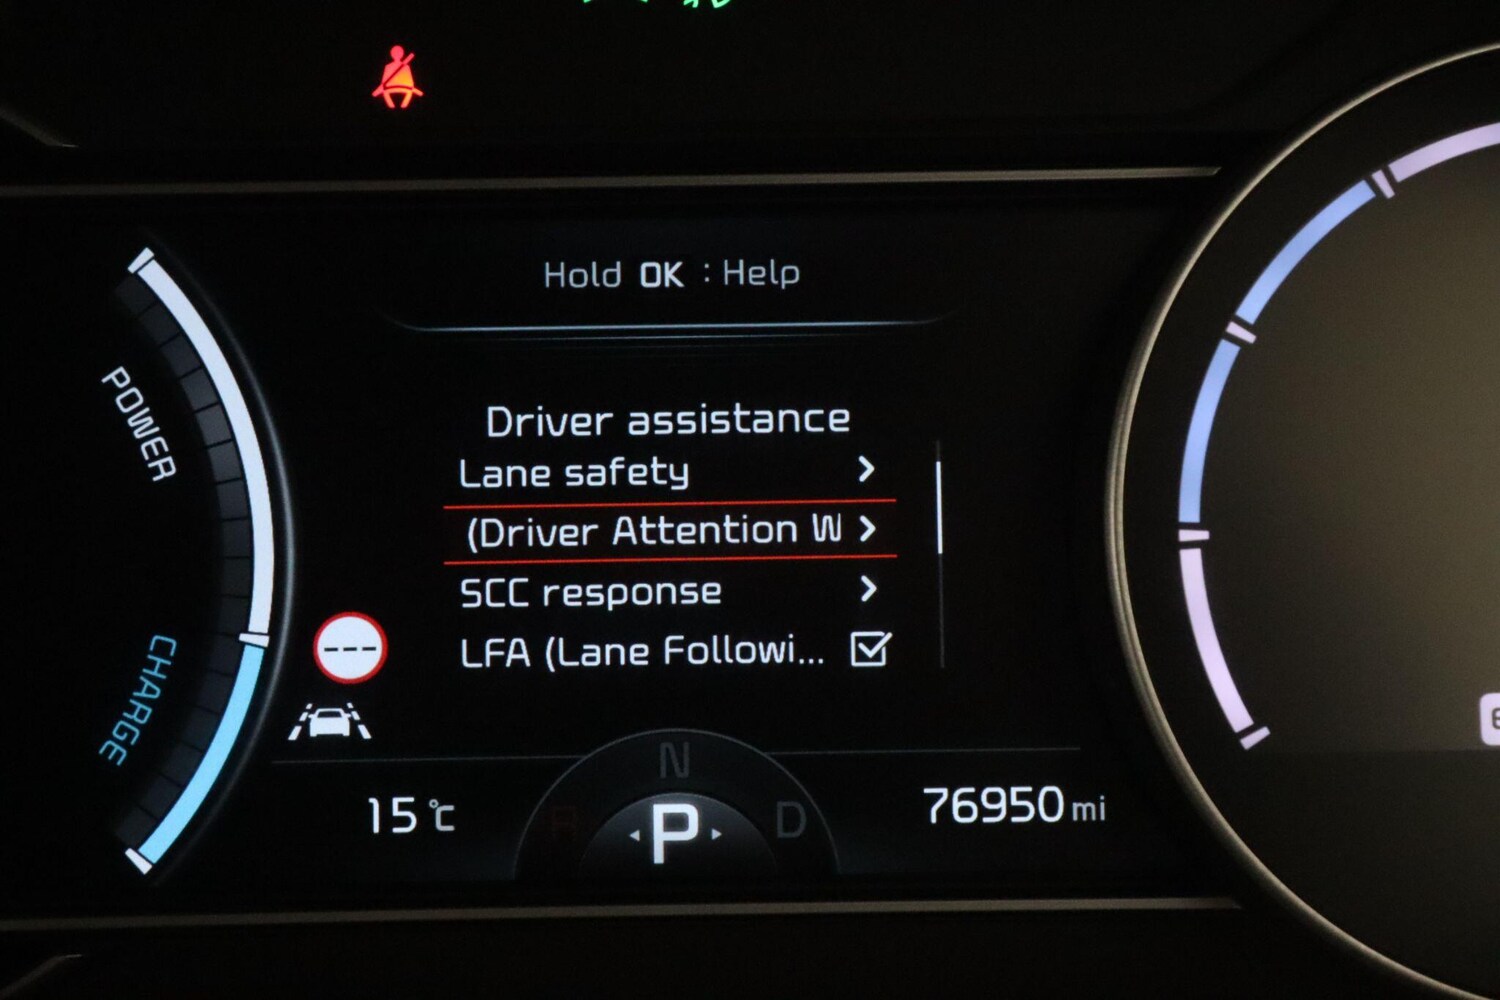 Hold OK : Help
Driver assistance
Lane safety
(Driver Attention W
SCC response
LFA (Lane Followi...
POWER
CHARGE
---
N
R
P
D
15°C
76950 mi